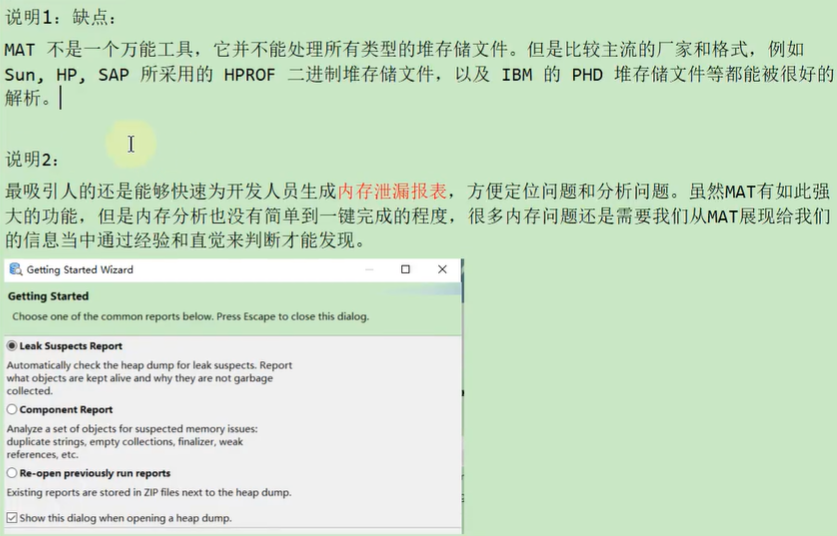 说明1：缺点：
MAT 不是一个万能工具，它并不能处理所有类型的堆存储文件。但是比较主流的厂家和格式，例如
Sun, HP, SAP 所采用的 HPROF 二进制堆存储文件，以及 IBM 的 PHD 堆存储文件等都能被很好的
解析。
说明2：
最吸引人的还是能够快速为开发人员生成内存泄漏报表，方便定位问题和分析问题。虽然MAT有如此强
大的功能，但是内存分析也没有简单到一键完成的程度，很多内存问题还是需要我们从MAT展现给我们
的信息当中通过经验和直觉来判断才能发现。
Getting Started Wizard
Getting Started
Choose one of the common reports below. Press Escape to close this dialog.
Leak Suspects Report
Automatically check the heap dump for leak suspects. Report
what objects are kept alive and why they are not garbage
collected.
Component Report
Analyze a set of objects for suspected memory issues:
duplicate strings, empty collections, finalizer, weak
references, etc.
Re-open previously run reports
Existing reports are stored in ZIP files next to the heap dump.
Show this dialog when opening a heap dump.